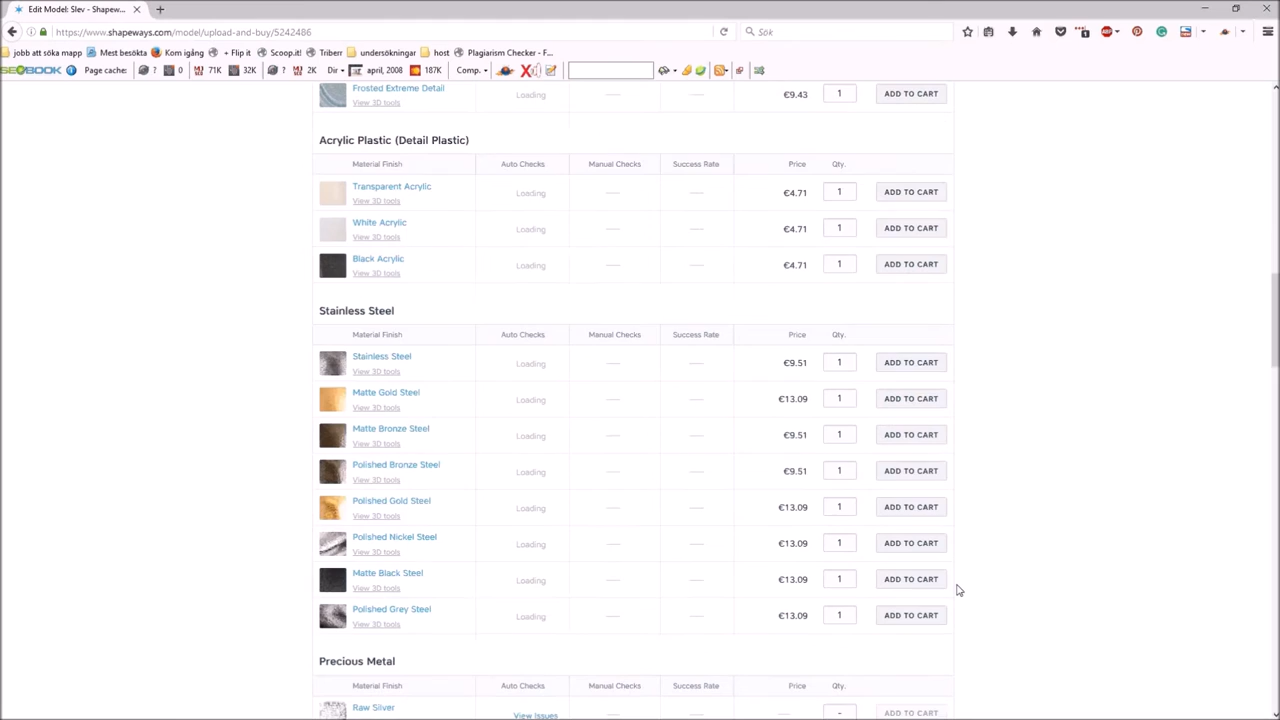 Edit Model: Slev - Shapew...
https://www.shapeways.com/model/upload-and-buy/5242486
Sök
jobb att söka mapp Mest besökta Kom igång + Flip it Scoop.it! Triberr undersökningar host Plagiarism Checker - F...
SEOBOOK Page cache: ? 0 71K 32K ? 2K Dir april, 2008 187K Comp.
Frosted Extreme Detail Loading €9.43 1 ADD TO CART
View 3D tools
Acrylic Plastic (Detail Plastic)
Material Finish Auto Checks Manual Checks Success Rate Price Qty.
Transparent Acrylic Loading €4.71 1 ADD TO CART
View 3D tools
White Acrylic Loading €4.71 1 ADD TO CART
View 3D tools
Black Acrylic Loading €4.71 1 ADD TO CART
View 3D tools
Stainless Steel
Material Finish Auto Checks Manual Checks Success Rate Price Qty.
Stainless Steel Loading €9.51 1 ADD TO CART
View 3D tools
Matte Gold Steel Loading €13.09 1 ADD TO CART
View 3D tools
Matte Bronze Steel Loading €9.51 1 ADD TO CART
View 3D tools
Polished Bronze Steel Loading €9.51 1 ADD TO CART
View 3D tools
Polished Gold Steel Loading €13.09 1 ADD TO CART
View 3D tools
Polished Nickel Steel Loading €13.09 1 ADD TO CART
View 3D tools
Matte Black Steel Loading €13.09 1 ADD TO CART
View 3D tools
Polished Grey Steel Loading €13.09 1 ADD TO CART
View 3D tools
Precious Metal
Material Finish Auto Checks Manual Checks Success Rate Price Qty.
Raw Silver View Issues - ADD TO CART